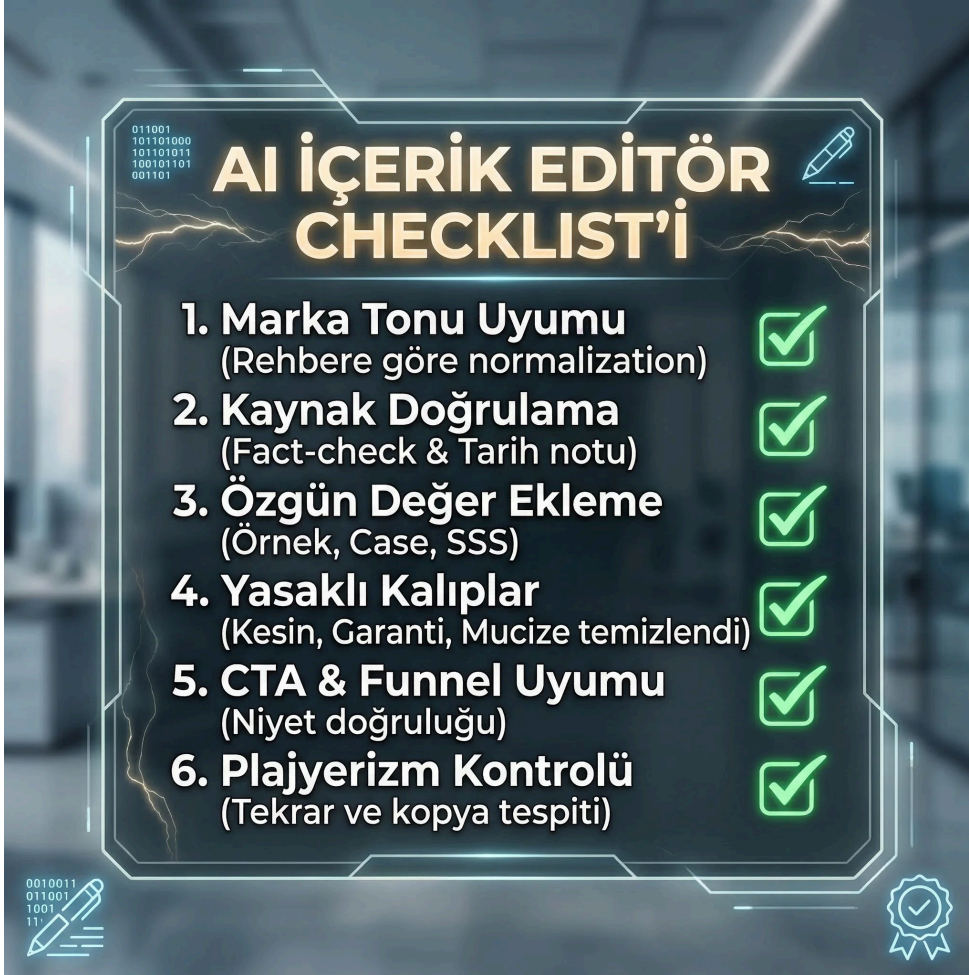 011001
101101000
101101011
100101101
001101
AI İÇERİK EDİTÖR
CHECKLIST'İ
1. Marka Tonu Uyumu
(Rehbere göre normalization)
2. Kaynak Doğrulama
(Fact-check & Tarih notu)
3. Özgün Değer Ekleme
(Örnek, Case, SSS)
4. Yasaklı Kalıplar
(Kesin, Garanti, Mucize temizlendi)
5. CTA & Funnel Uyumu
(Niyet doğruluğu)
6. Plajyerizm Kontrolü
(Tekrar ve kopya tespiti)
0010011
011001
1001
11